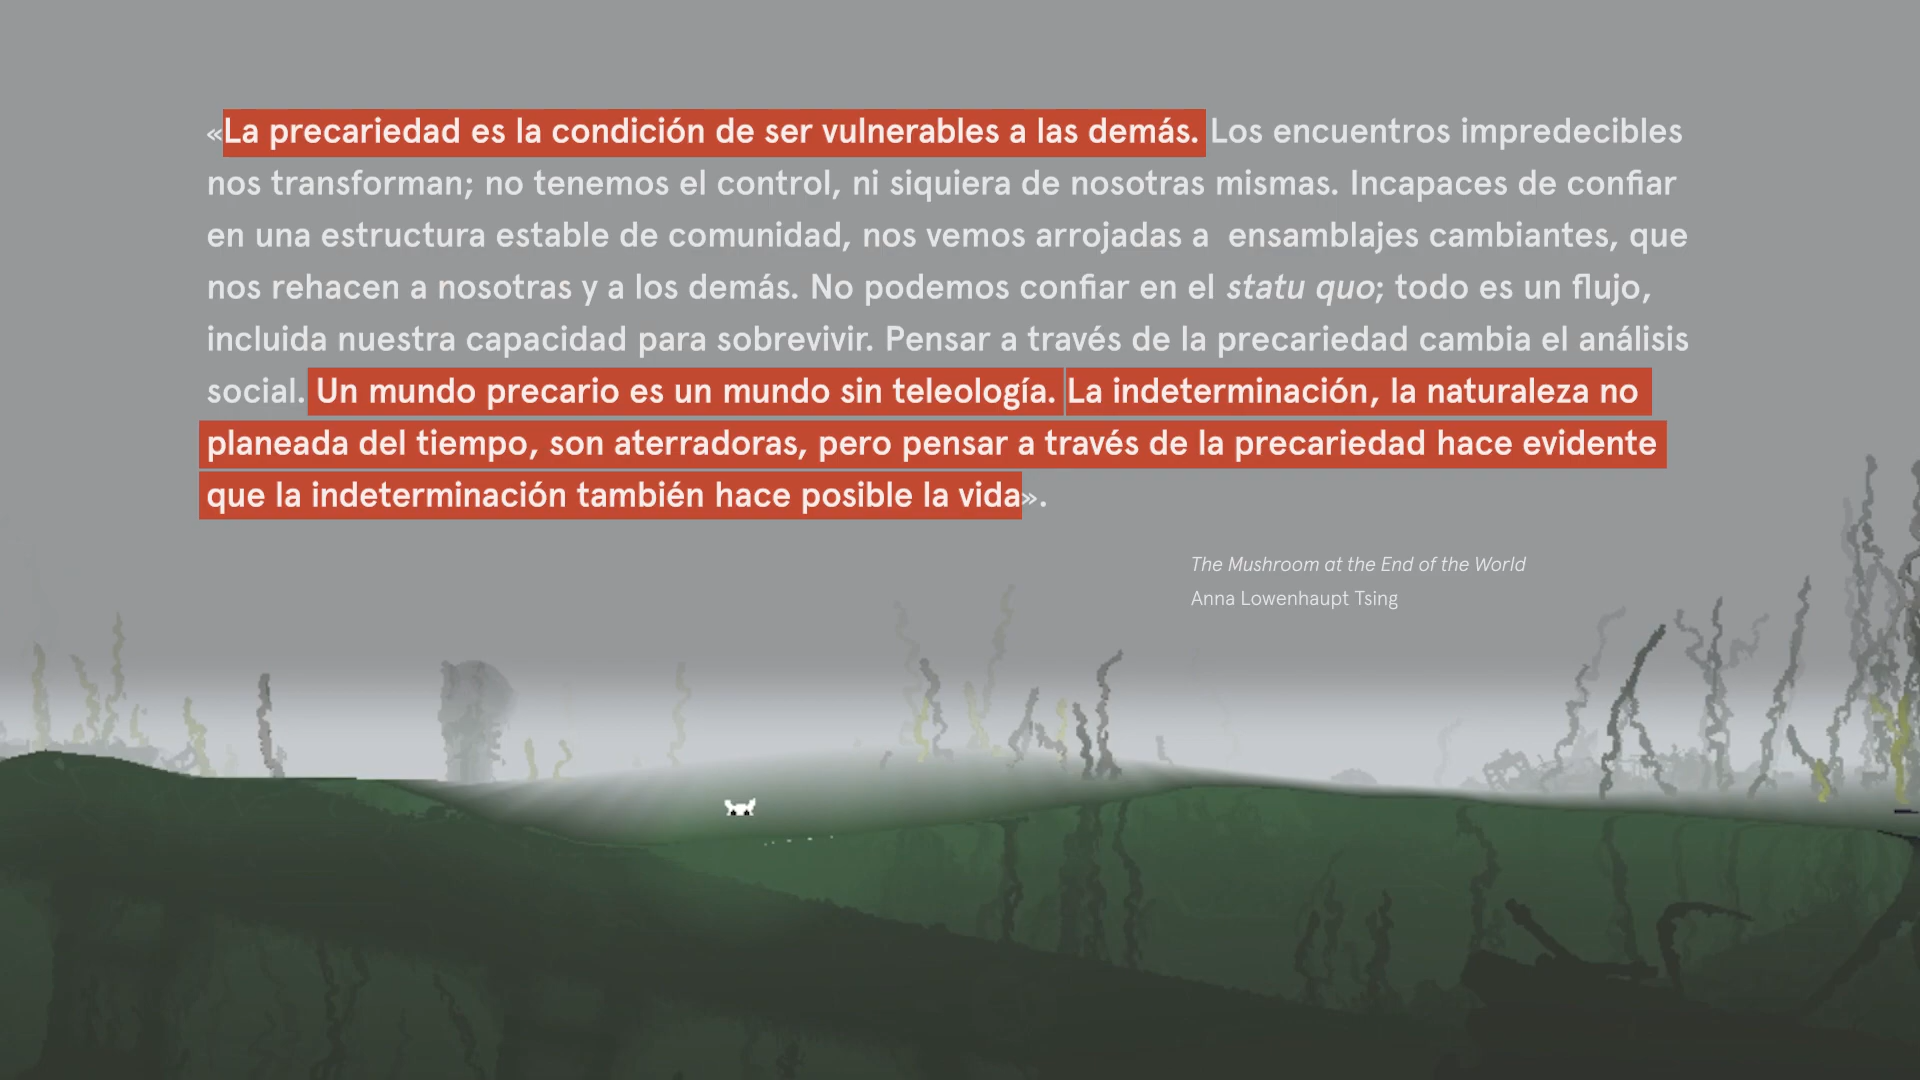 «La precariedad es la condición de ser vulnerables a las demás. Los encuentros impredecibles
nos transforman; no tenemos el control, ni siquiera de nosotras mismas. Incapaces de confiar
en una estructura estable de comunidad, nos vemos arrojadas a  ensamblajes cambiantes, que
nos rehacen a nosotras y a los demás. No podemos confiar en el statu quo; todo es un flujo,
incluida nuestra capacidad para sobrevivir. Pensar a través de la precariedad cambia el análisis
social. Un mundo precario es un mundo sin teleología. La indeterminación, la naturaleza no
planeada del tiempo, son aterradoras, pero pensar a través de la precariedad hace evidente
que la indeterminación también hace posible la vida».
The Mushroom at the End of the World
Anna Lowenhaupt Tsing